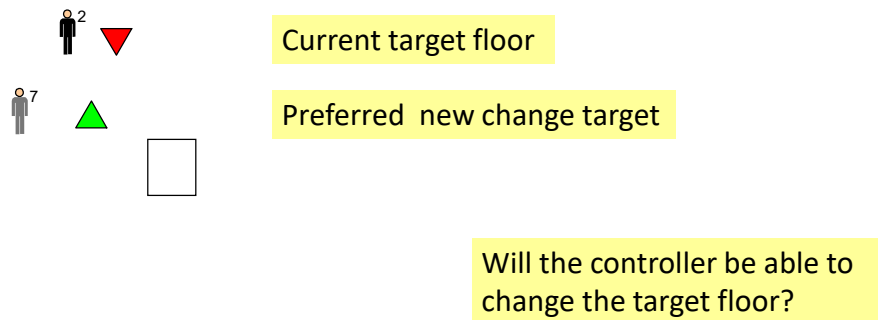 2
Current target floor
7
Preferred  new change target
Will the controller be able to
change the target floor?